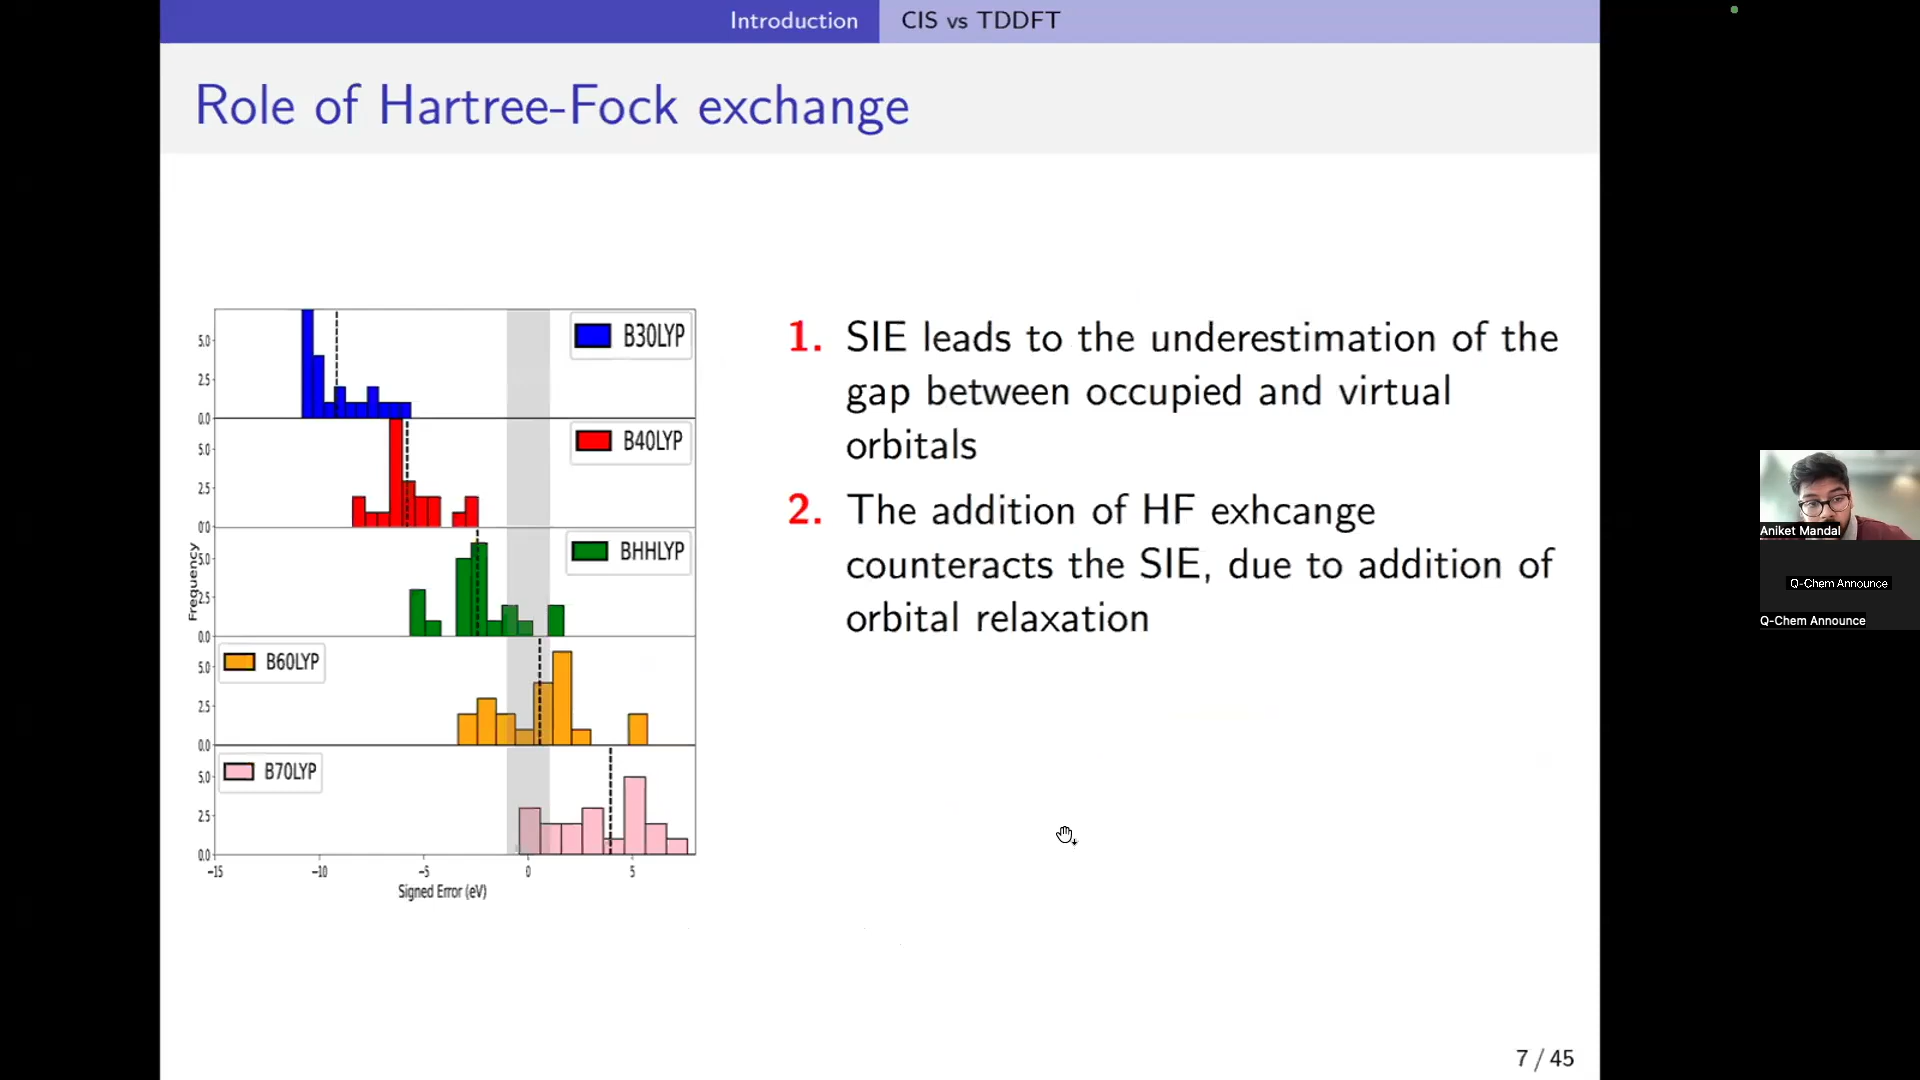 Introduction CIS vs TDDFT
Role of Hartree-Fock exchange
5.0
2.5
0.0
B30LYP
5.0
2.5
0.0
B40LYP
Frequency
5.0
2.5
0.0
BHHLYP
5.0
2.5
0.0
B60LYP
5.0
2.5
0.0
B70LYP
−15 −10 −5 0 5
Signed Error (eV)
1. SIE leads to the underestimation of the
gap between occupied and virtual
orbitals
2. The addition of HF exhcange
counteracts the SIE, due to addition of
orbital relaxation
7 / 45
Aniket Mandal
Q-Chem Announce
Q-Chem Announce